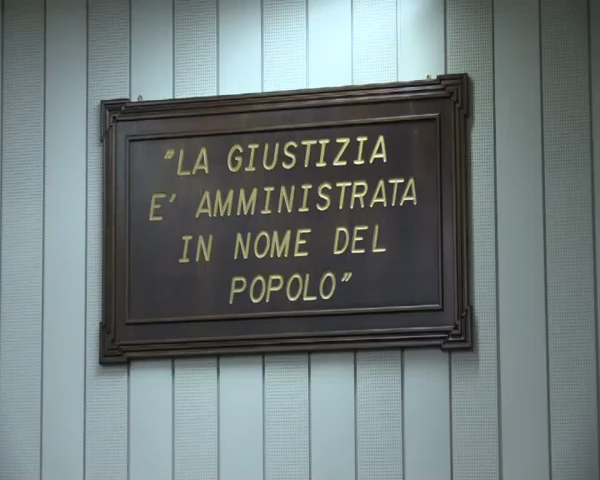 "LA GIUSTIZIA
E' AMMINISTRATA
IN NOME DEL
POPOLO"